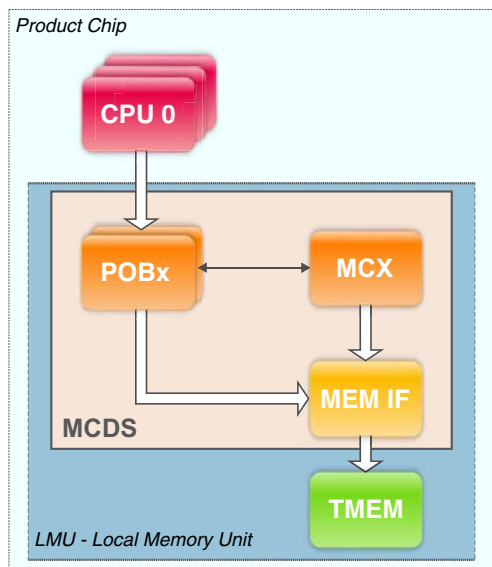 Product Chip
CPU 0
POBx
MCX
MEM IF
MCDS
TMEM
LMU - Local Memory Unit